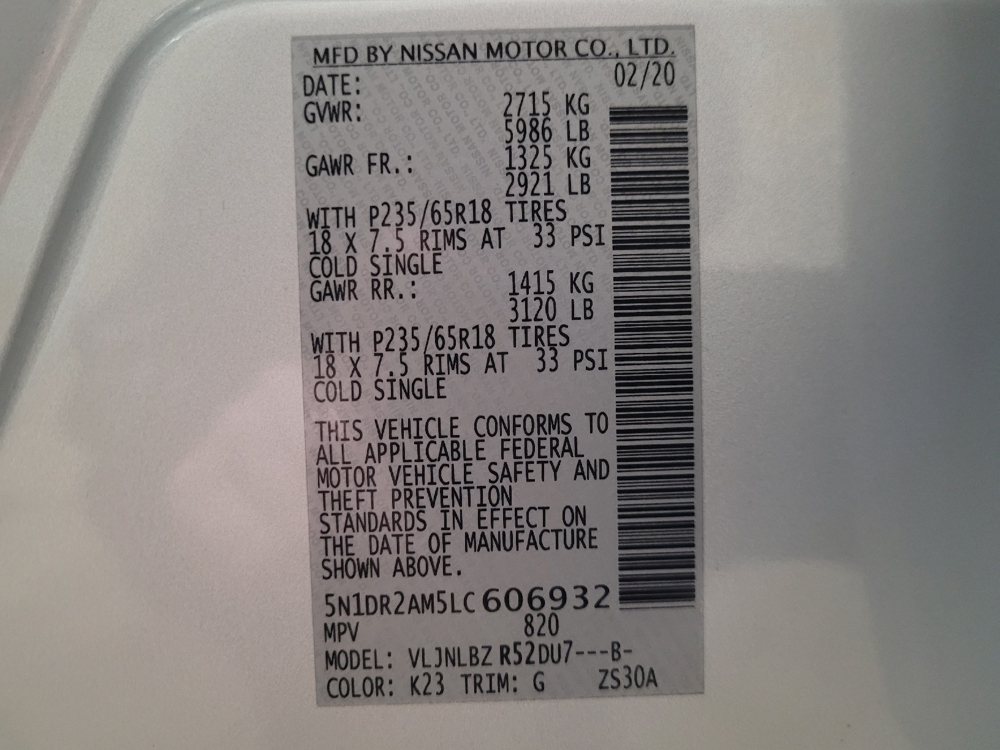 MFD BY NISSAN MOTOR CO., LTD.
DATE: 02/20
GVWR: 2715 KG
5986 LB
GAWR FR.: 1325 KG
2921 LB
WITH P235/65R18 TIRES
18 X 7.5 RIMS AT 33 PSI
COLD SINGLE
GAWR RR.: 1415 KG
3120 LB
WITH P235/65R18 TIRES
18 X 7.5 RIMS AT 33 PSI
COLD SINGLE
THIS VEHICLE CONFORMS TO
ALL APPLICABLE FEDERAL
MOTOR VEHICLE SAFETY AND
THEFT PREVENTION
STANDARDS IN EFFECT ON
THE DATE OF MANUFACTURE
SHOWN ABOVE.
5N1DR2AM5LC606932
MPV 820
MODEL: VLJNLBZ R52DU7---B-
COLOR: K23 TRIM: G ZS30A